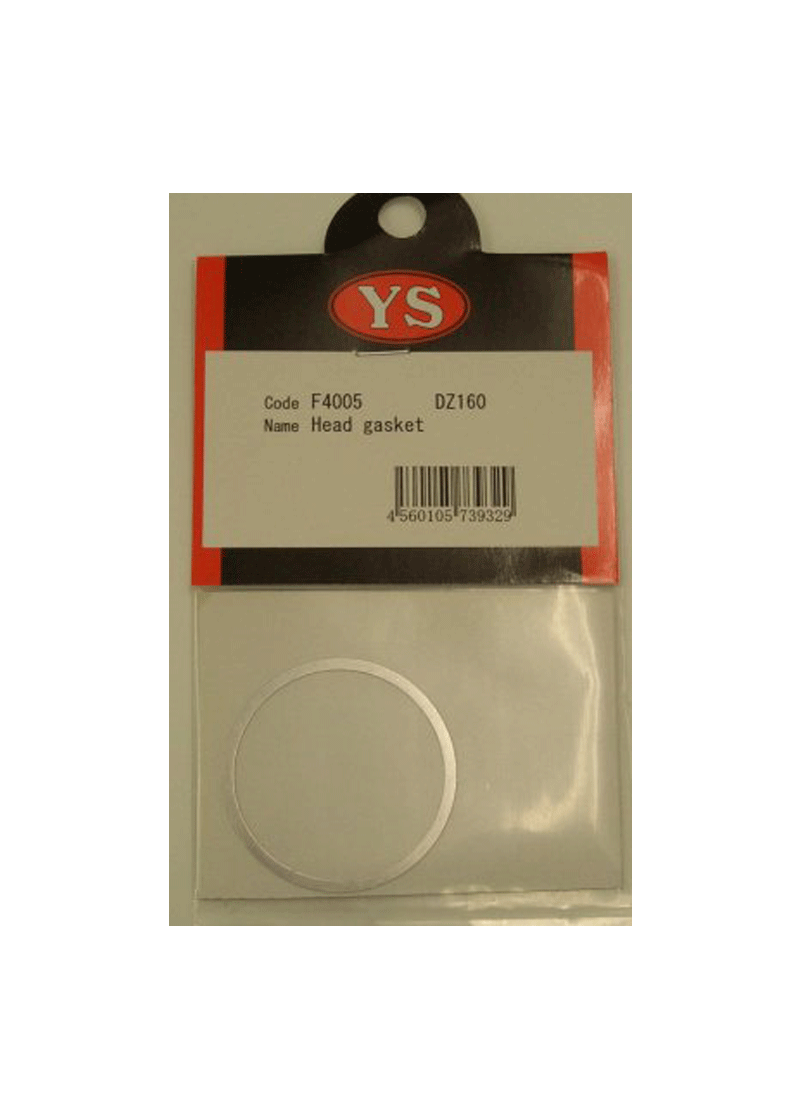 YS
Code F4005 DZ160
Name Head gasket
4 560105 739329